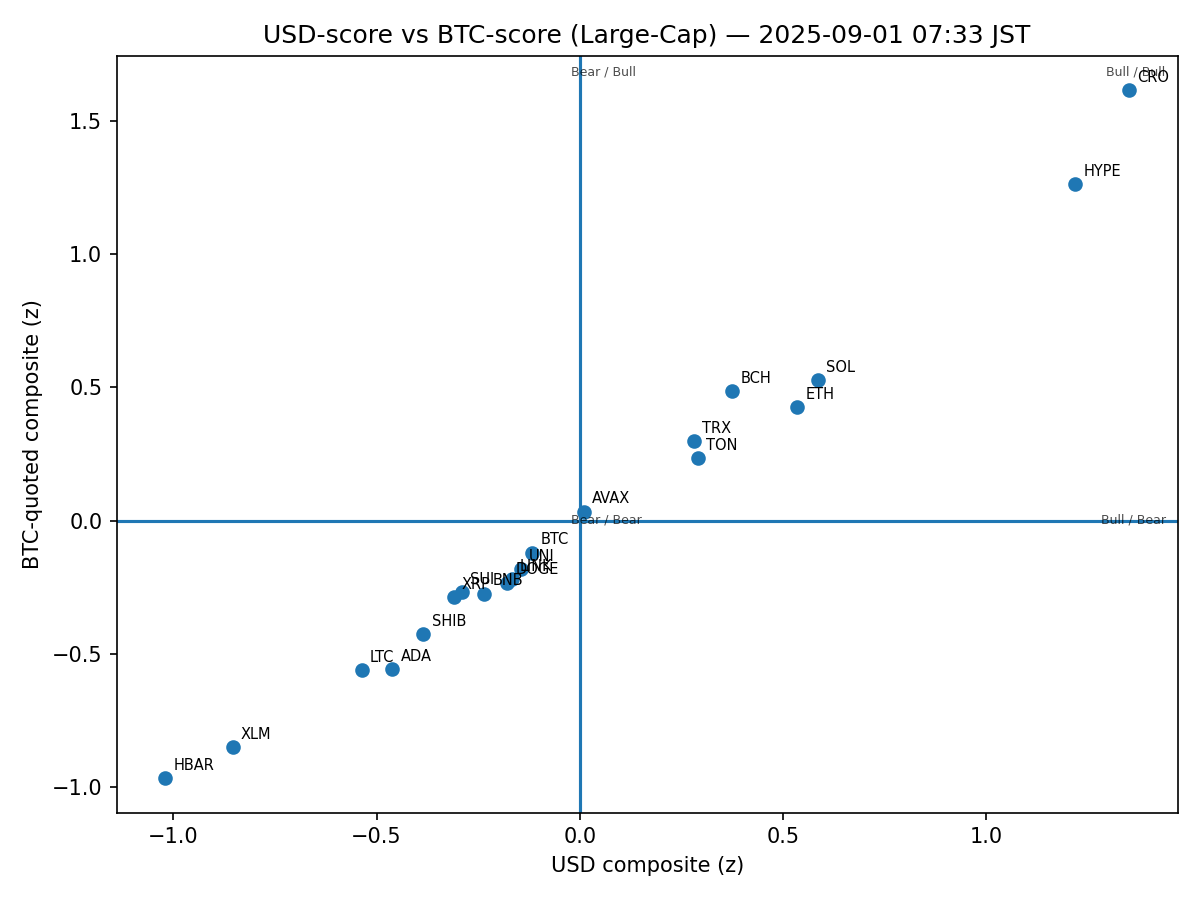 USD-score vs BTC-score (Large-Cap) — 2025-09-01 07:33 JST
Bear / Bull
Bull / Bull
CRO
1.5
HYPE
1.0
SOL
BCH
0.5
ETH
TRX
TON
AVAX
0.0
Bear / Bear
Bull / Bear
BTC
UNI
LINK
DOGE
SUI
BNB
XRP
SHIB
−0.5
LTC
ADA
XLM
HBAR
−1.0
BTC-quoted composite (z)
−1.0
−0.5
0.0
0.5
1.0
USD composite (z)